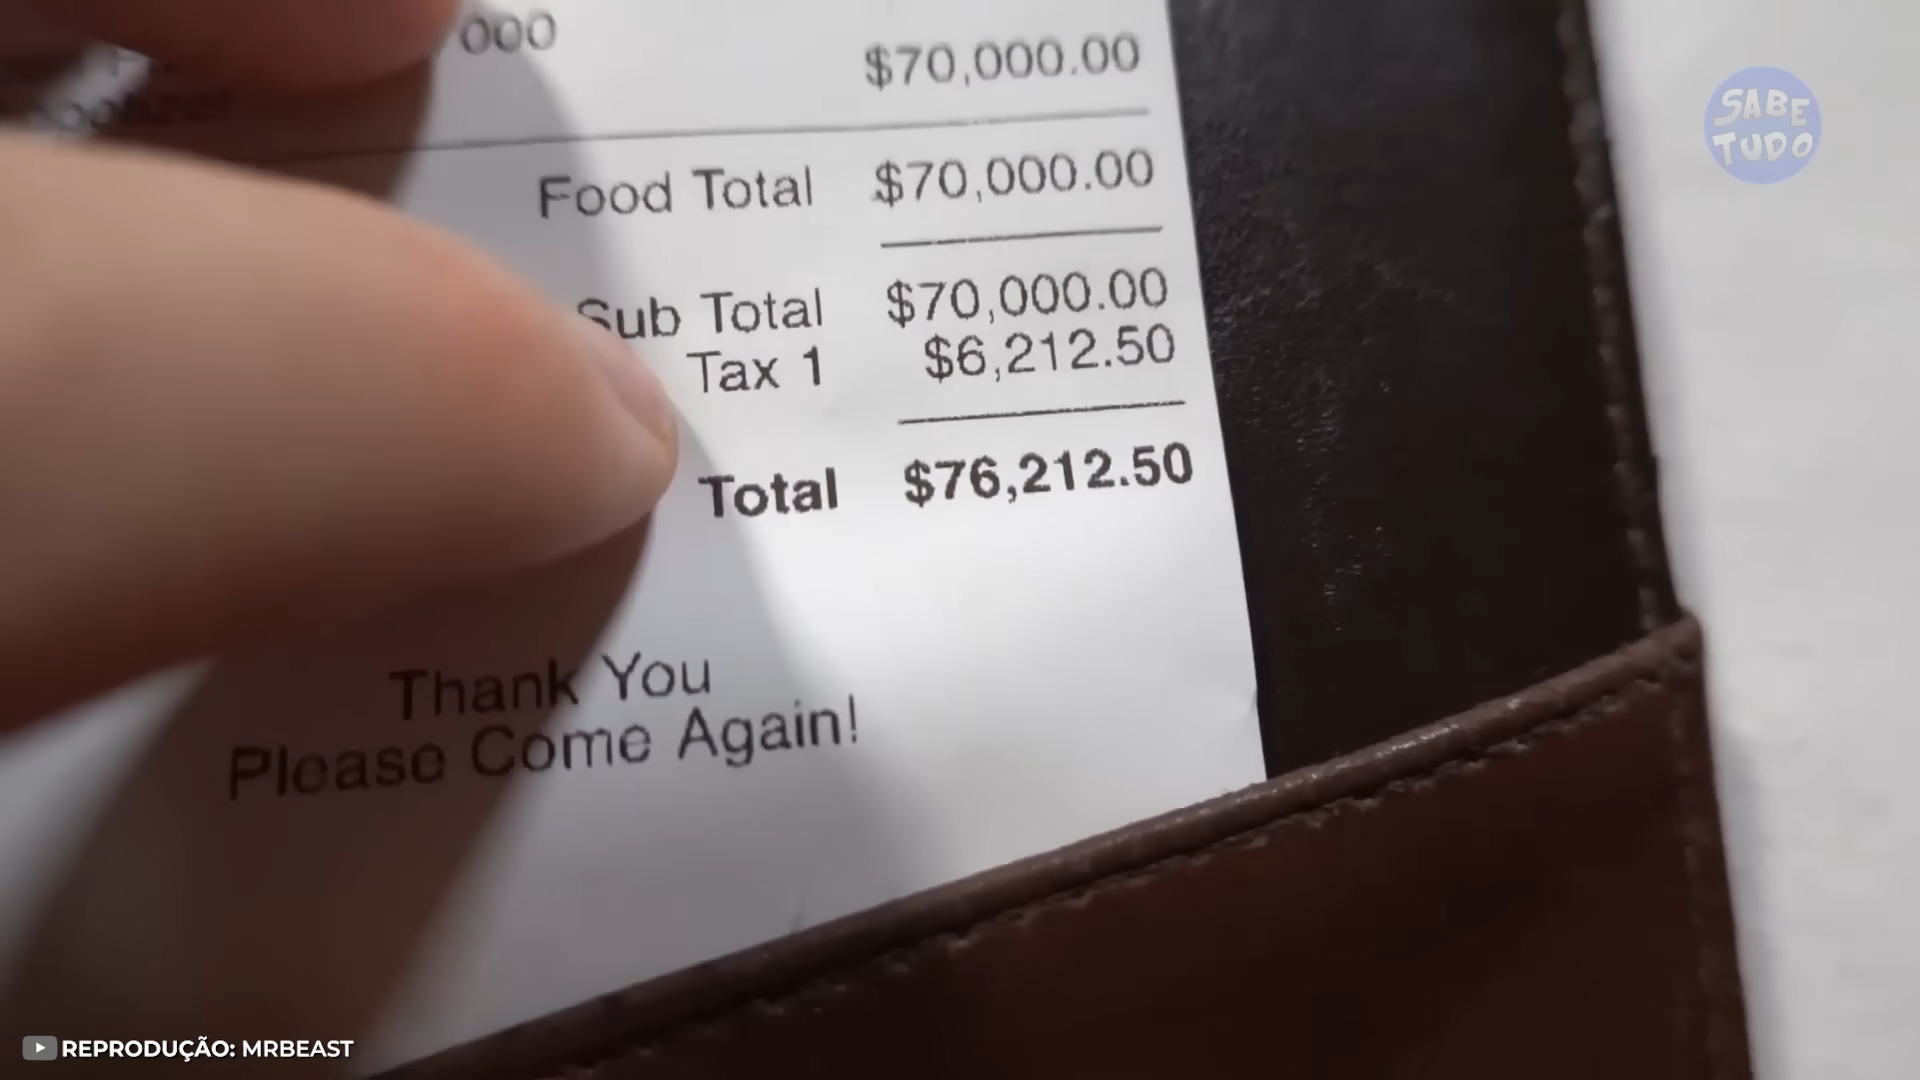 000
$70,000.00
Food Total $70,000.00
Sub Total $70,000.00
Tax 1 $6,212.50
Total $76,212.50
Thank You
Please Come Again!
SABE
TUDO
REPRODUÇÃO: MRBEAST